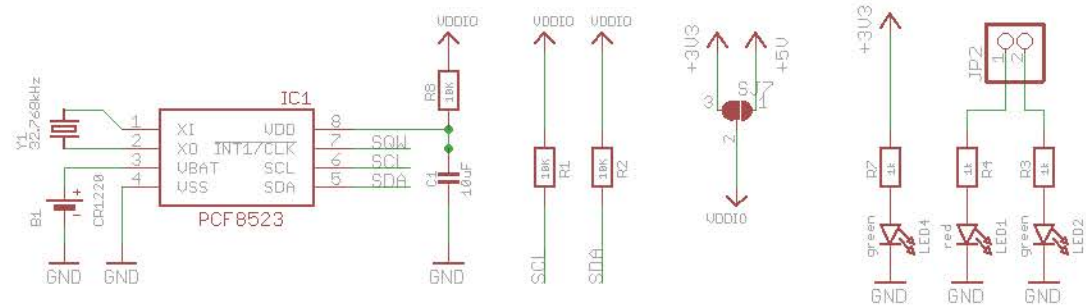 VDDIO
R8
10K
IC1
Y1
32.768kHz
1
2
3
4
XI
XO
VBAT
VSS
VDD
INT1/CLK
SCL
SDA
8
7
6
5
SQW
SCL
SDA
PCF8523
B1
+
-
CR1220
C1
10uF
GND
GND
GND
VDDIO
VDDIO
10K
R1
10K
R2
SCL
SDA
+3V3
+5V
SJ7
3
1
2
VDDIO
+3V3
JP2
1
2
R7
1k
R4
1k
R3
1k
green
LED4
red
LED1
green
LED2
GND
GND
GND